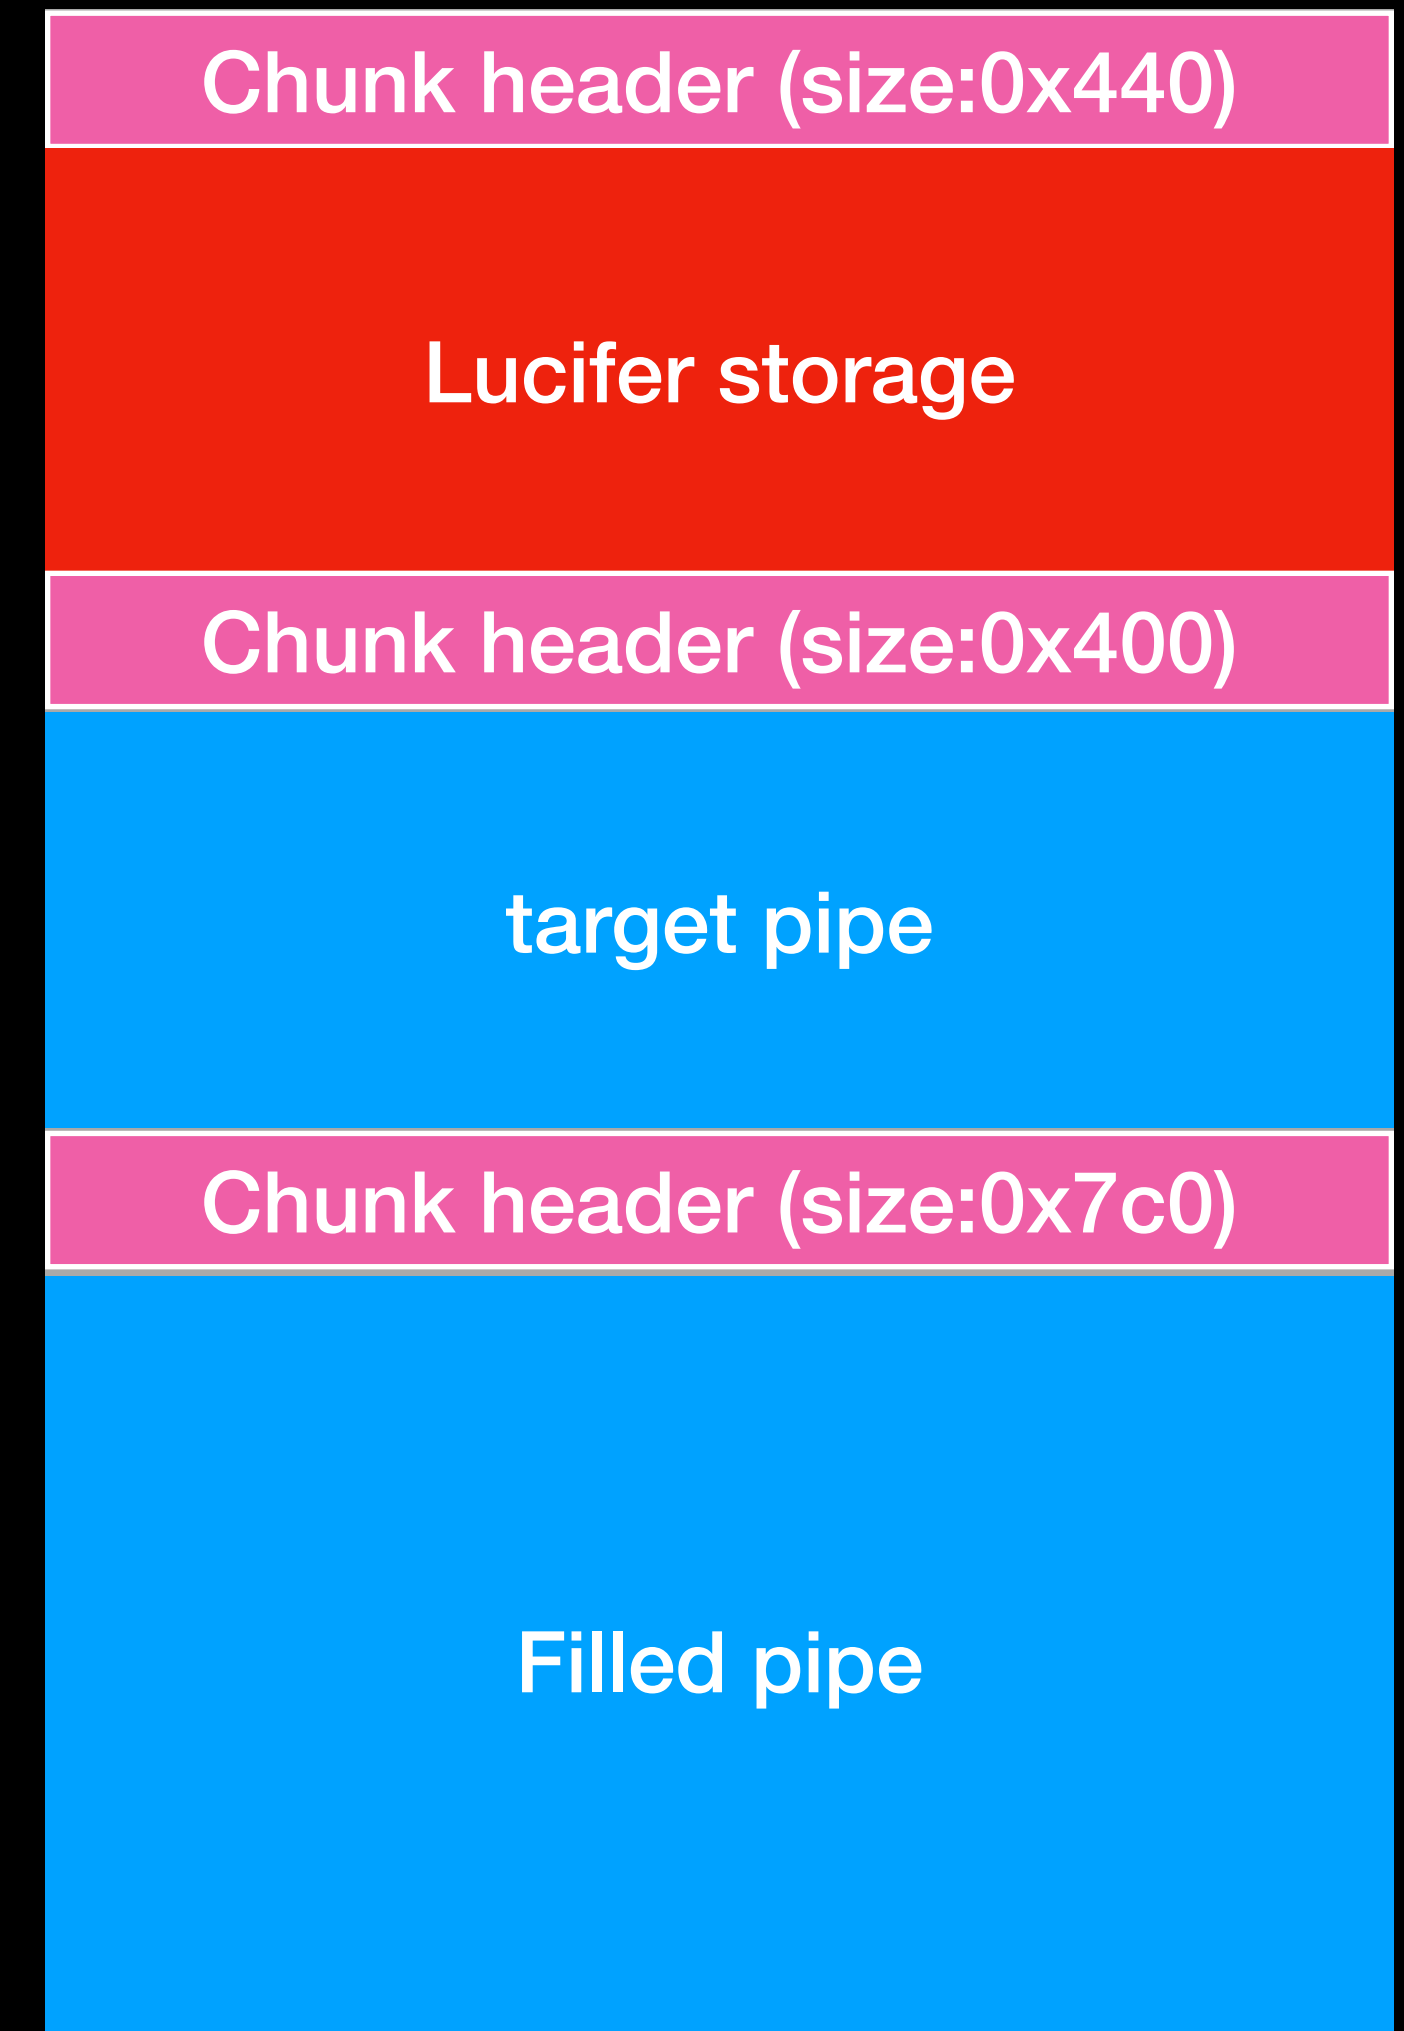 Chunk header (size:0x440)
Lucifer storage
Chunk header (size:0x400)
target pipe
Chunk header (size:0x7c0)
Filled pipe